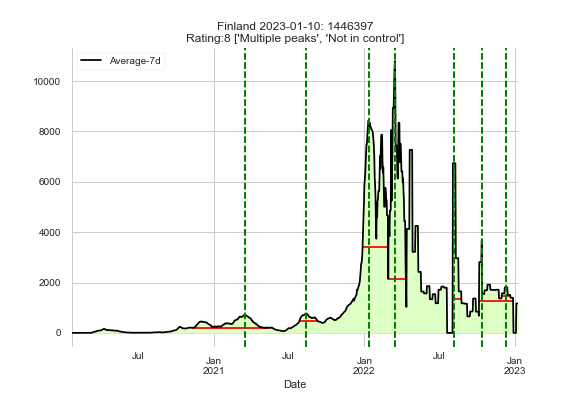 Finland 2023-01-10: 1446397
Rating:8 ['Multiple peaks', 'Not in control']
Average-7d
10000
8000
6000
4000
2000
0
Jul
Jan
2021
Jul
Jan
2022
Jul
Jan
2023
Date